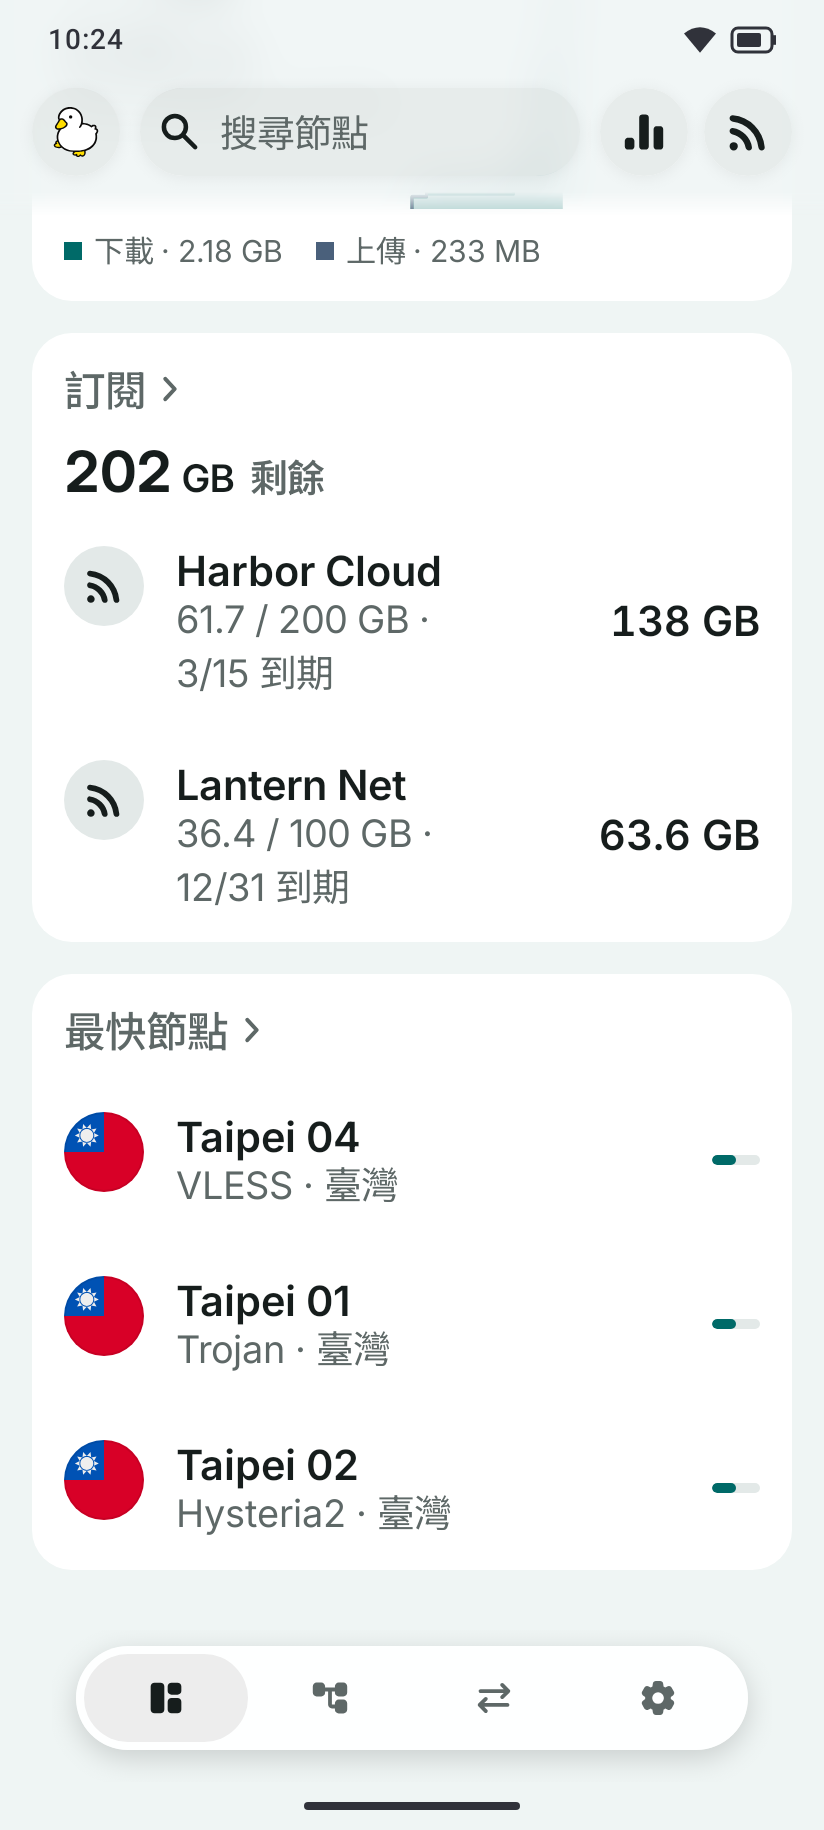 10:24
搜尋節點
下載 · 2.18 GB
上傳 · 233 MB
訂閱
202 GB 剩餘
Harbor Cloud
61.7 / 200 GB ·
3/15 到期
138 GB
Lantern Net
36.4 / 100 GB ·
12/31 到期
63.6 GB
最快節點
Taipei 04
VLESS · 臺灣
Taipei 01
Trojan · 臺灣
Taipei 02
Hysteria2 · 臺灣